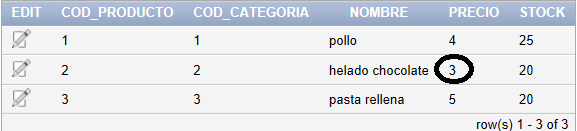 EDIT COD_PRODUCTO COD_CATEGORIA NOMBRE PRECIO STOCK
1 1 pollo 4 25
2 2 helado chocolate 3 20
3 3 pasta rellena 5 20
row(s) 1 - 3 of 3